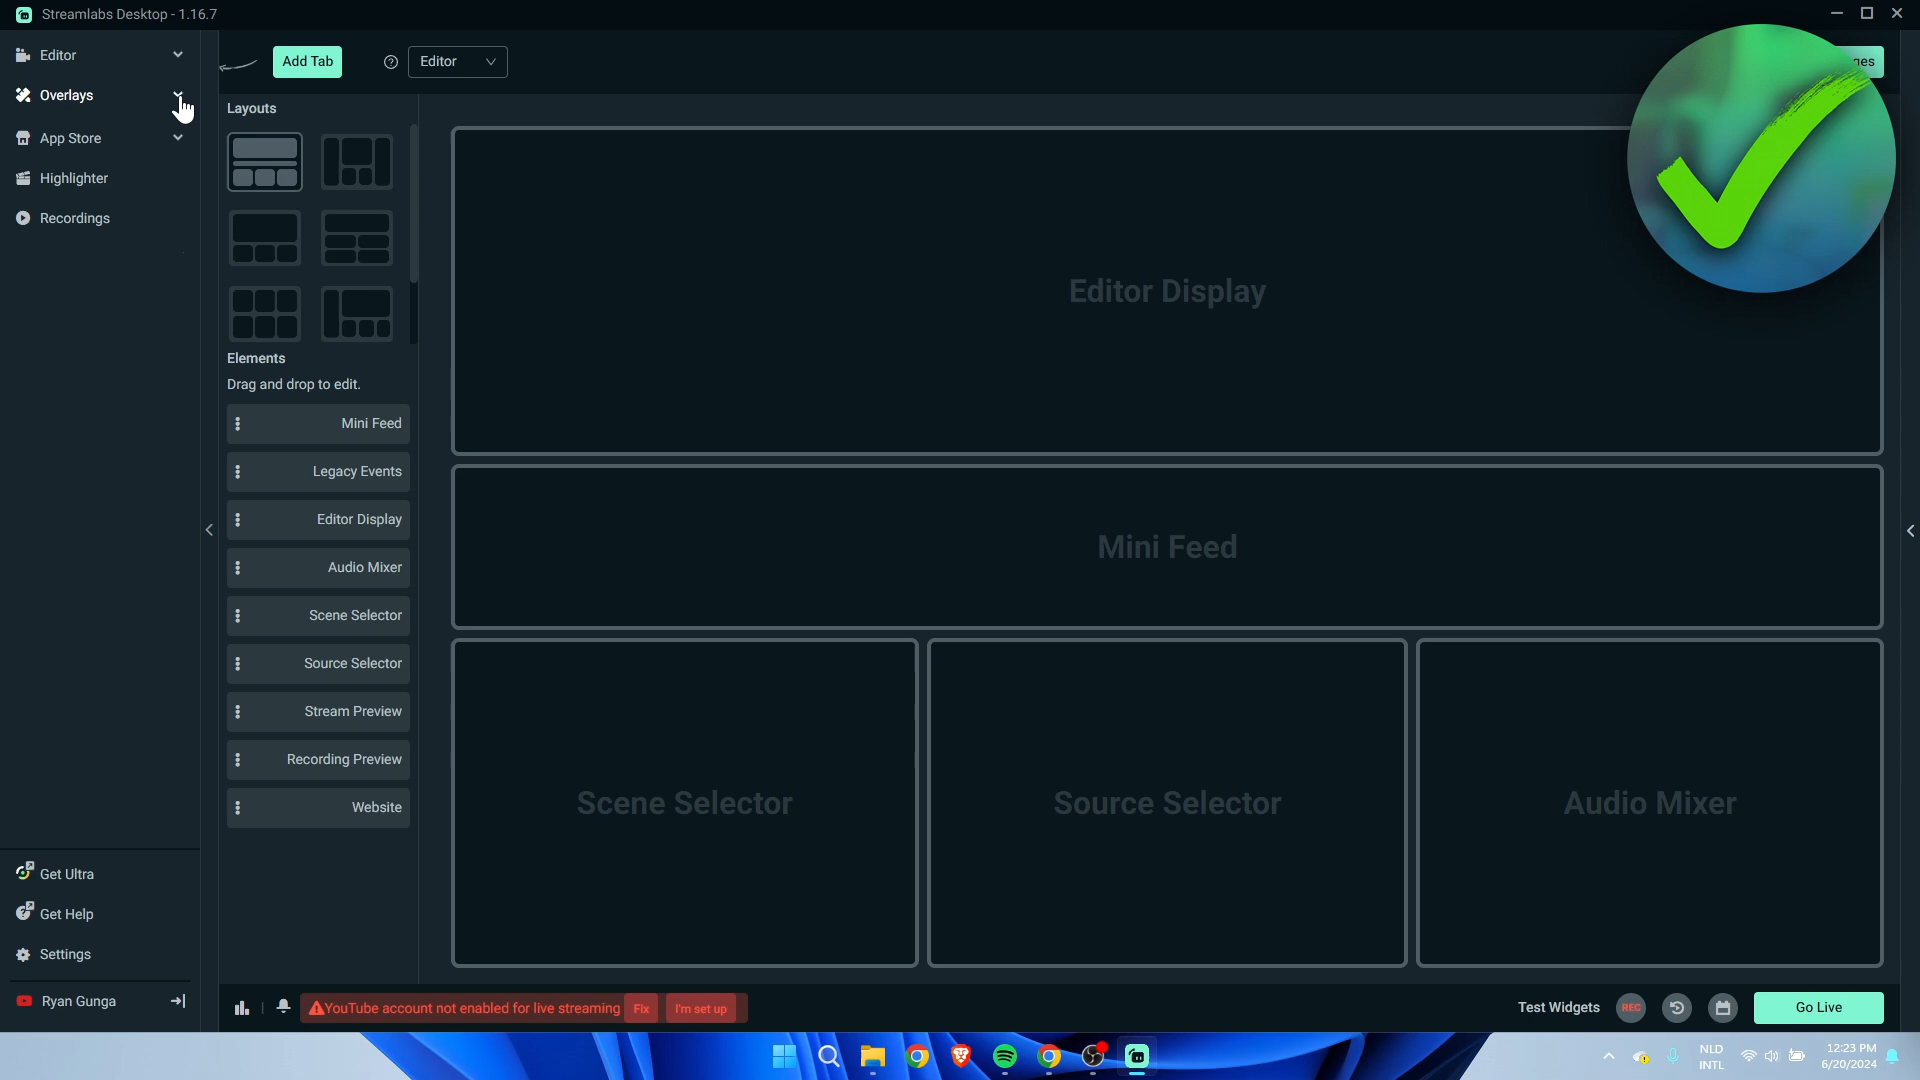 Streamlabs Desktop - 1.16.7
Editor
Overlays
App Store
Highlighter
Recordings
Get Ultra
Get Help
Settings
Ryan Gunga
Add Tab
Editor
Layouts
Elements
Drag and drop to edit.
Mini Feed
Legacy Events
Editor Display
Audio Mixer
Scene Selector
Source Selector
Stream Preview
Recording Preview
Website
Editor Display
Mini Feed
Scene Selector
Source Selector
Audio Mixer
YouTube account not enabled for live streaming
Fix
I'm set up
Test Widgets
REC
Go Live
NLD
INTL
12:23 PM
6/20/2024